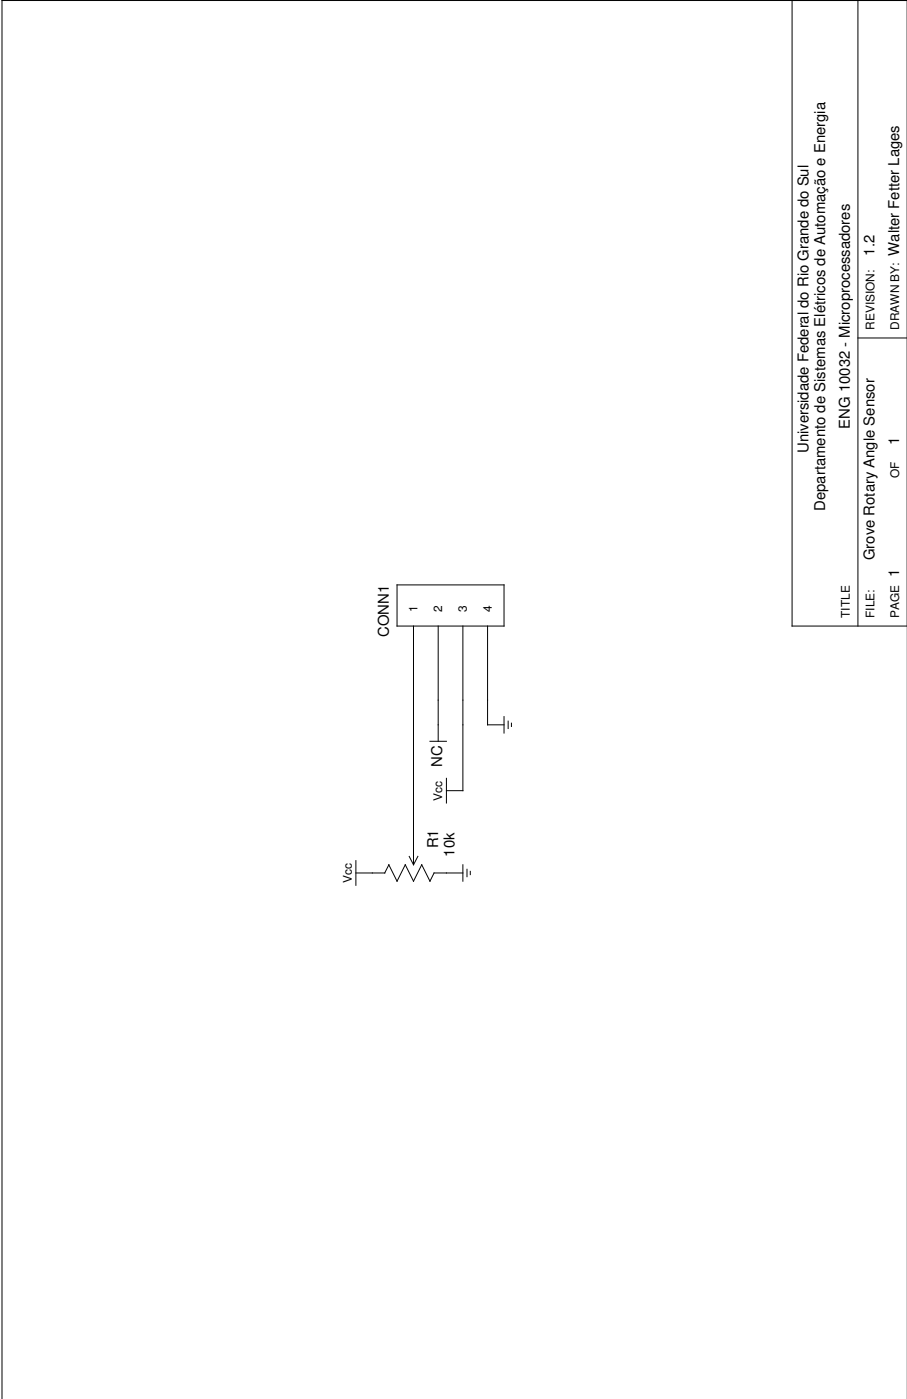 Vcc
R1
10k
Vcc
NC
CONN1
1
2
3
4
Universidade Federal do Rio Grande do Sul
Departamento de Sistemas Elétricos de Automação e Energia
TITLE ENG 10032 - Microprocessadores
FILE: Grove Rotary Angle Sensor REVISION: 1.2
PAGE 1 OF 1 DRAWN BY: Walter Fetter Lages